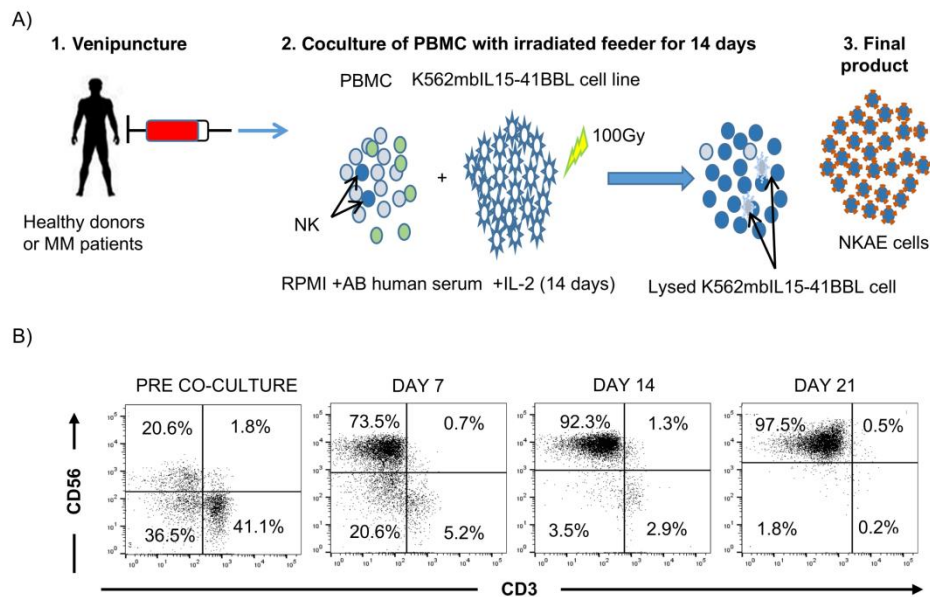 A)
1. Venipuncture
2. Coculture of PBMC with irradiated feeder for 14 days
3. Final
product
PBMC
K562mbIL15-41BBL cell line
100Gy
+
NK
Healthy donors
or MM patients
NKAE cells
RPMI +AB human serum +IL-2 (14 days)
Lysed K562mbIL15-41BBL cell
B)
PRE CO-CULTURE
DAY 7
DAY 14
DAY 21
20.6%
1.8%
36.5%
41.1%
73.5%
0.7%
20.6%
5.2%
92.3%
1.3%
3.5%
2.9%
97.5%
0.5%
1.8%
0.2%
CD56
CD3